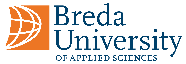 Breda
University
OF APPLIED SCIENCES